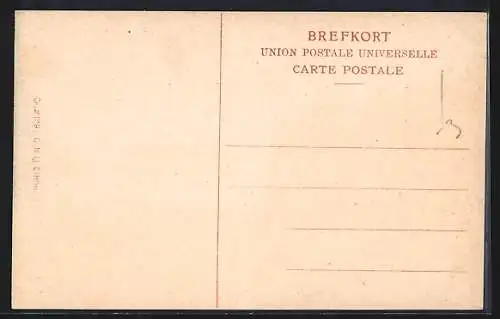 BREFKORT
UNION POSTALE UNIVERSELLE
CARTE POSTALE